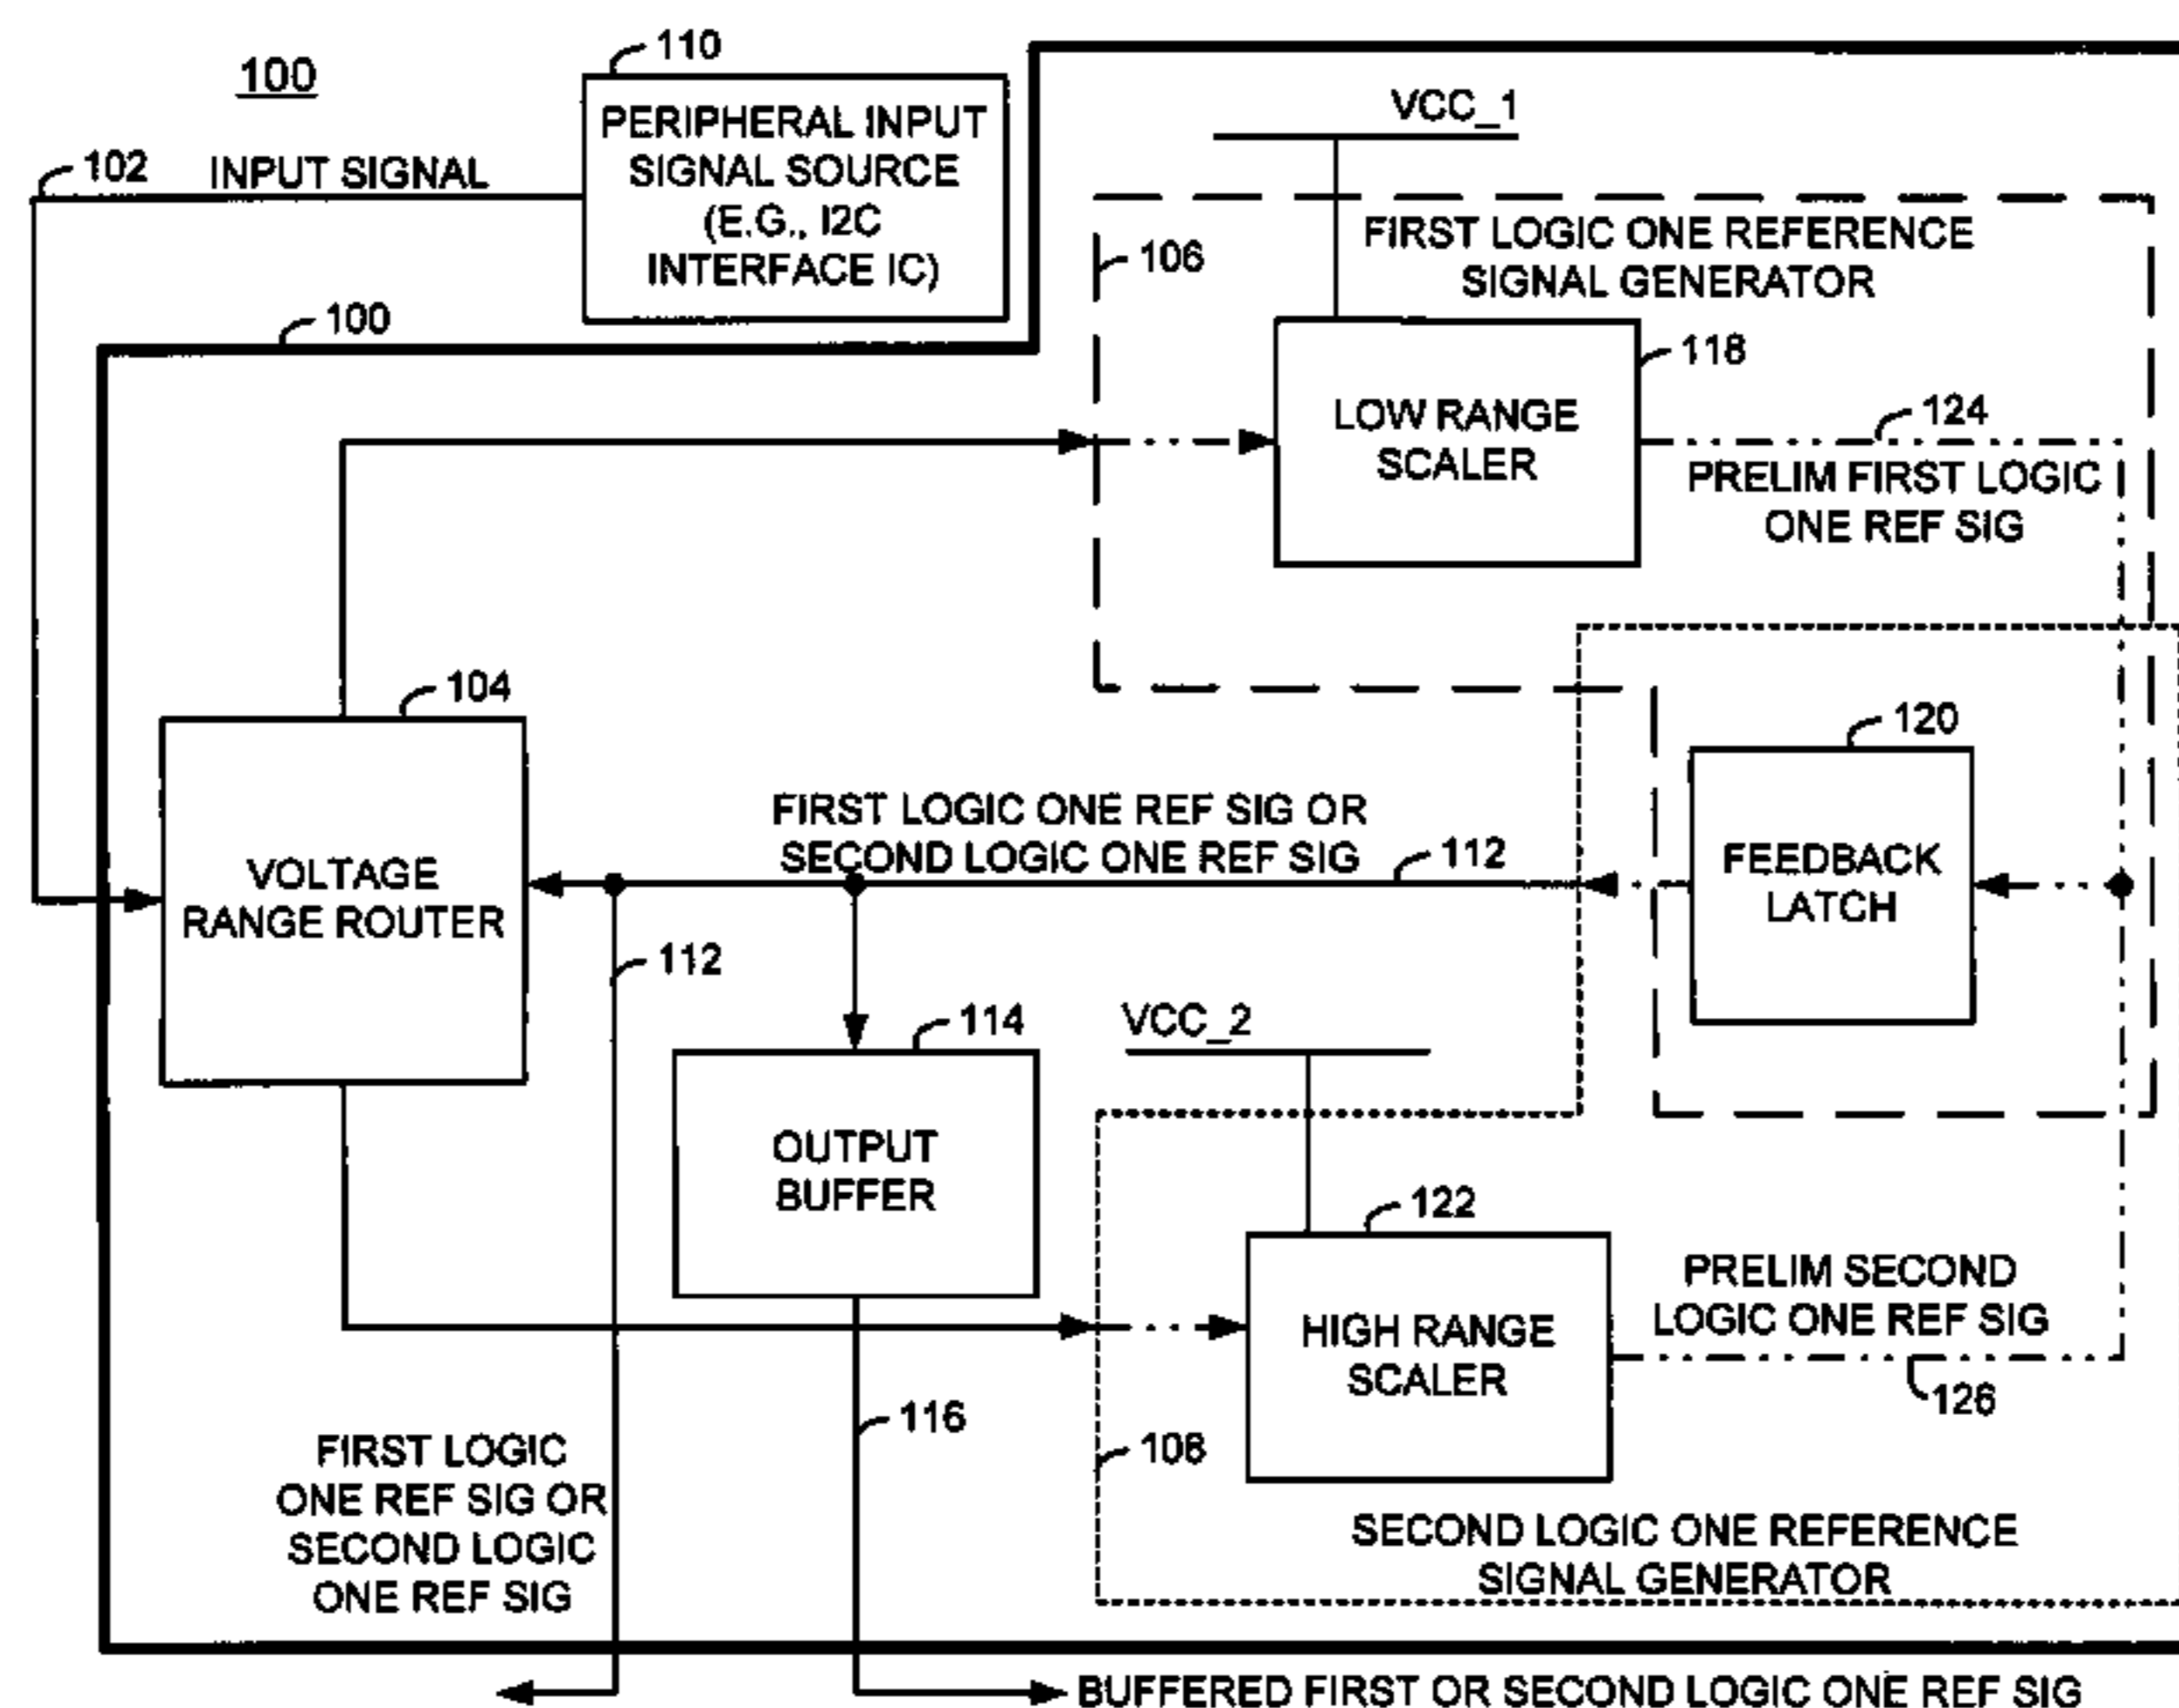 100
110
PERIPHERAL INPUT
SIGNAL SOURCE
(E.G., I2C
INTERFACE IC)
102
INPUT SIGNAL
100
VCC_1
106
FIRST LOGIC ONE REFERENCE
SIGNAL GENERATOR
118
LOW RANGE
SCALER
124
PRELIM FIRST LOGIC
ONE REF SIG
104
VOLTAGE
RANGE ROUTER
FIRST LOGIC ONE REF SIG OR
SECOND LOGIC ONE REF SIG
112
120
FEEDBACK
LATCH
112
114
OUTPUT
BUFFER
VCC_2
122
HIGH RANGE
SCALER
PRELIM SECOND
LOGIC ONE REF SIG
126
116
108
FIRST LOGIC
ONE REF SIG OR
SECOND LOGIC
ONE REF SIG
SECOND LOGIC ONE REFERENCE
SIGNAL GENERATOR
BUFFERED FIRST OR SECOND LOGIC ONE REF SIG